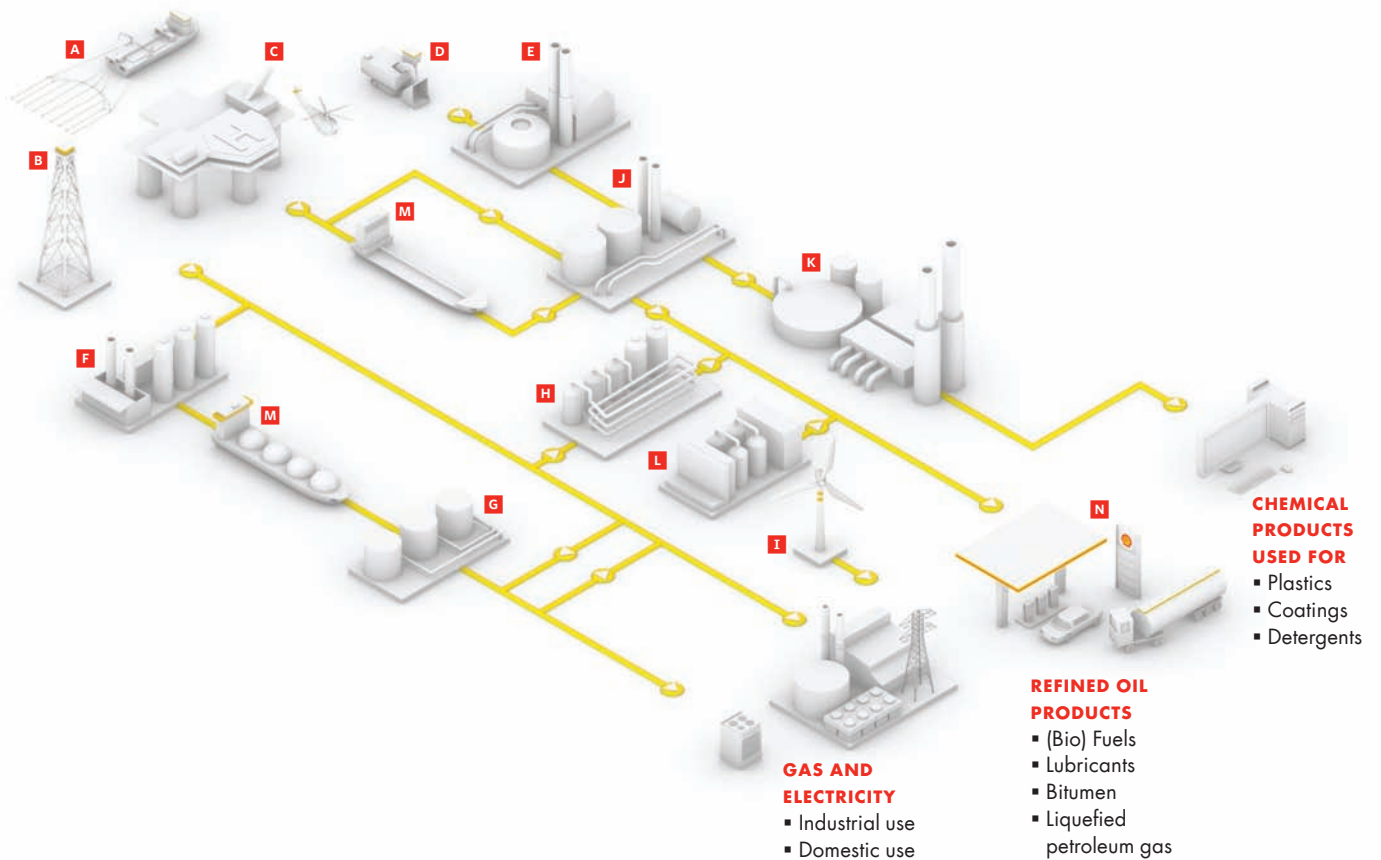 A
C
D
E
B
J
M
K
F
H
M
L
G
N
I
CHEMICAL
PRODUCTS
USED FOR
▪ Plastics
▪ Coatings
▪ Detergents
REFINED OIL
PRODUCTS
▪ (Bio) Fuels
▪ Lubricants
▪ Bitumen
▪ Liquefied
petroleum gas
GAS AND
ELECTRICITY
▪ Industrial use
▪ Domestic use